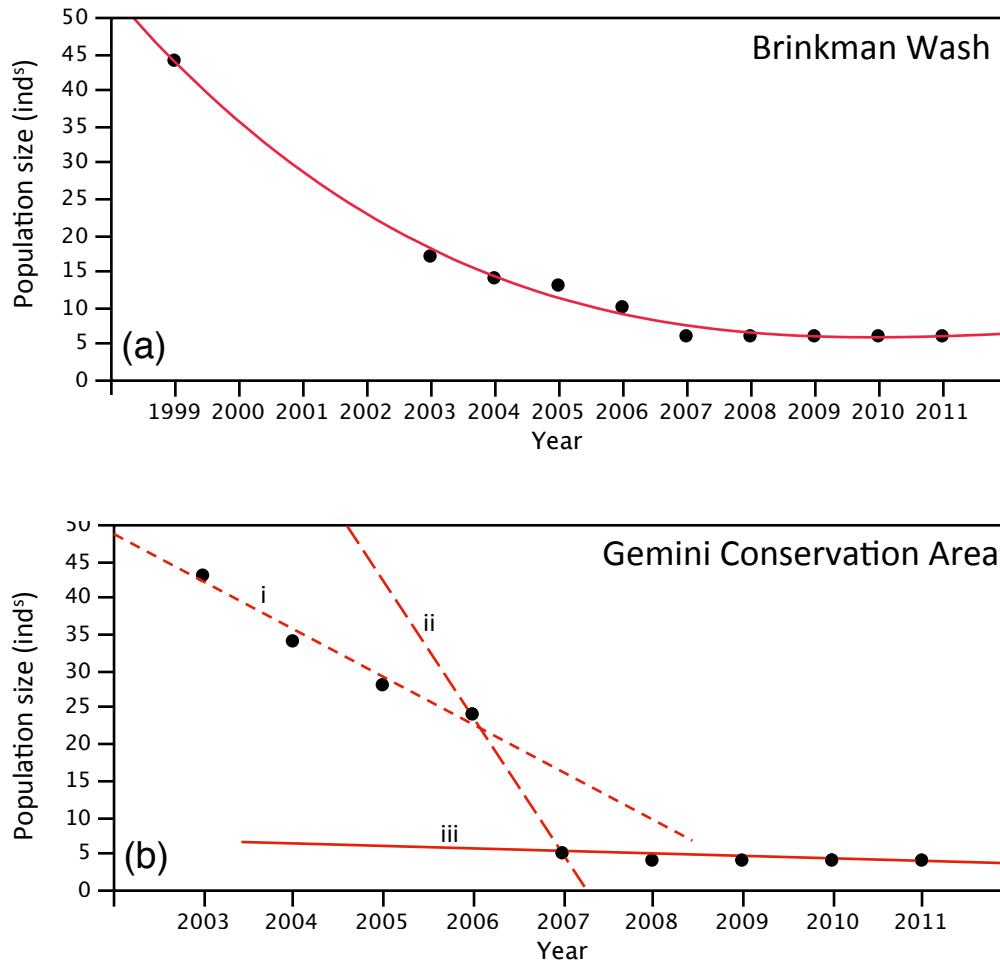 Brinkman Wash
Population size (indˢ)
50
45
40
35
30
25
20
15
10
5
0
(a)
1999 2000 2001 2002 2003 2004 2005 2006 2007 2008 2009 2010 2011
Year
Gemini Conservation Area
Population size (indˢ)
50
45
40
35
30
25
20
15
10
5
0
i
ii
iii
(b)
2003 2004 2005 2006 2007 2008 2009 2010 2011
Year